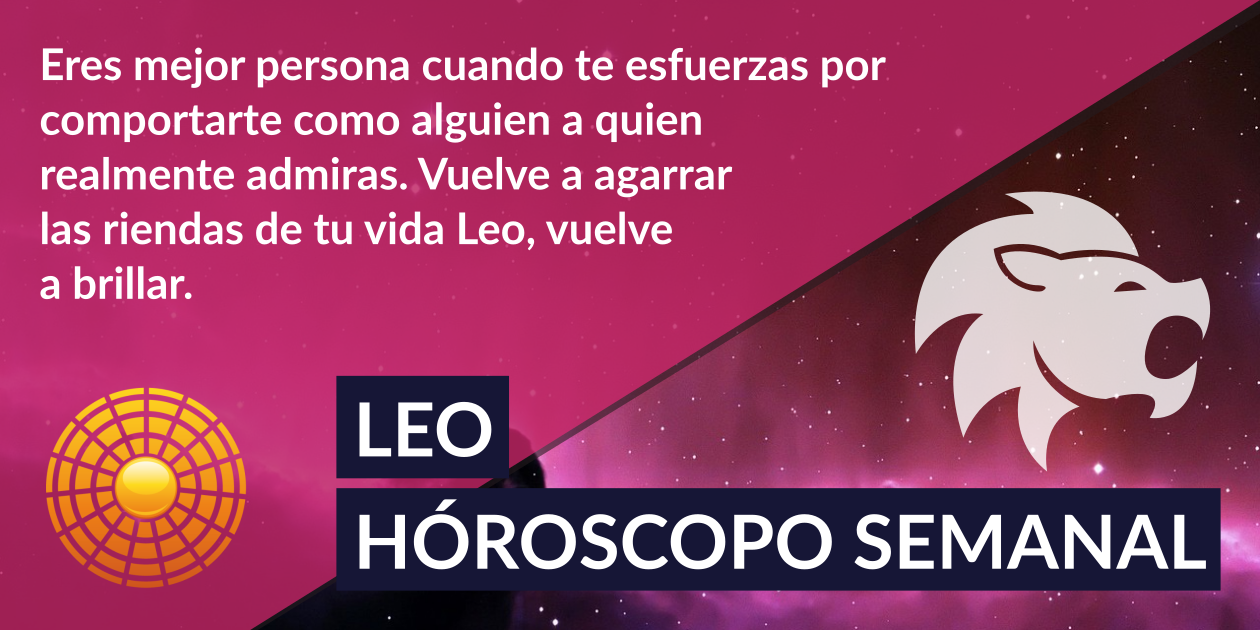 Eres mejor persona cuando te esfuerzas por
comportarte como alguien a quien
realmente admiras. Vuelve a agarrar
las riendas de tu vida Leo, vuelve
a brillar.
LEO
HÓROSCOPO SEMANAL